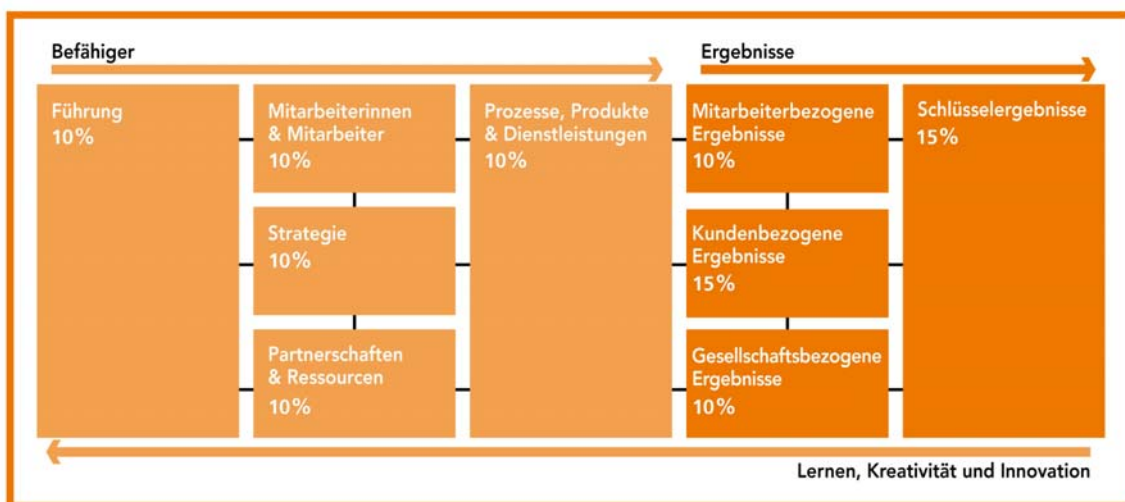 Befähiger
Ergebnisse
Führung
10%
Mitarbeiterinnen
& Mitarbeiter
10%
Strategie
10%
Partnerschaften
& Ressourcen
10%
Prozesse, Produkte
& Dienstleistungen
10%
Mitarbeiterbezogene
Ergebnisse
10%
Kundenbezogene
Ergebnisse
15%
Gesellschaftsbezogene
Ergebnisse
10%
Schlüsselergebnisse
15%
Lernen, Kreativität und Innovation